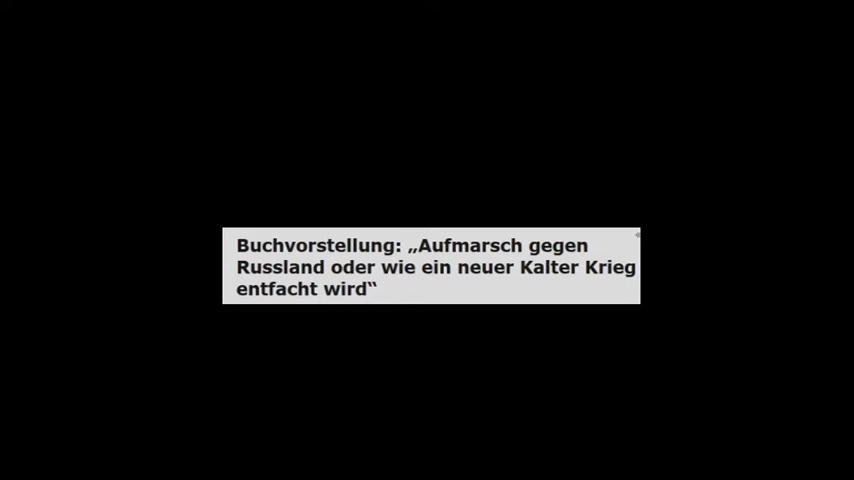 Buchvorstellung: „Aufmarsch gegen
Russland oder wie ein neuer Kalter Krieg
entfacht wird“